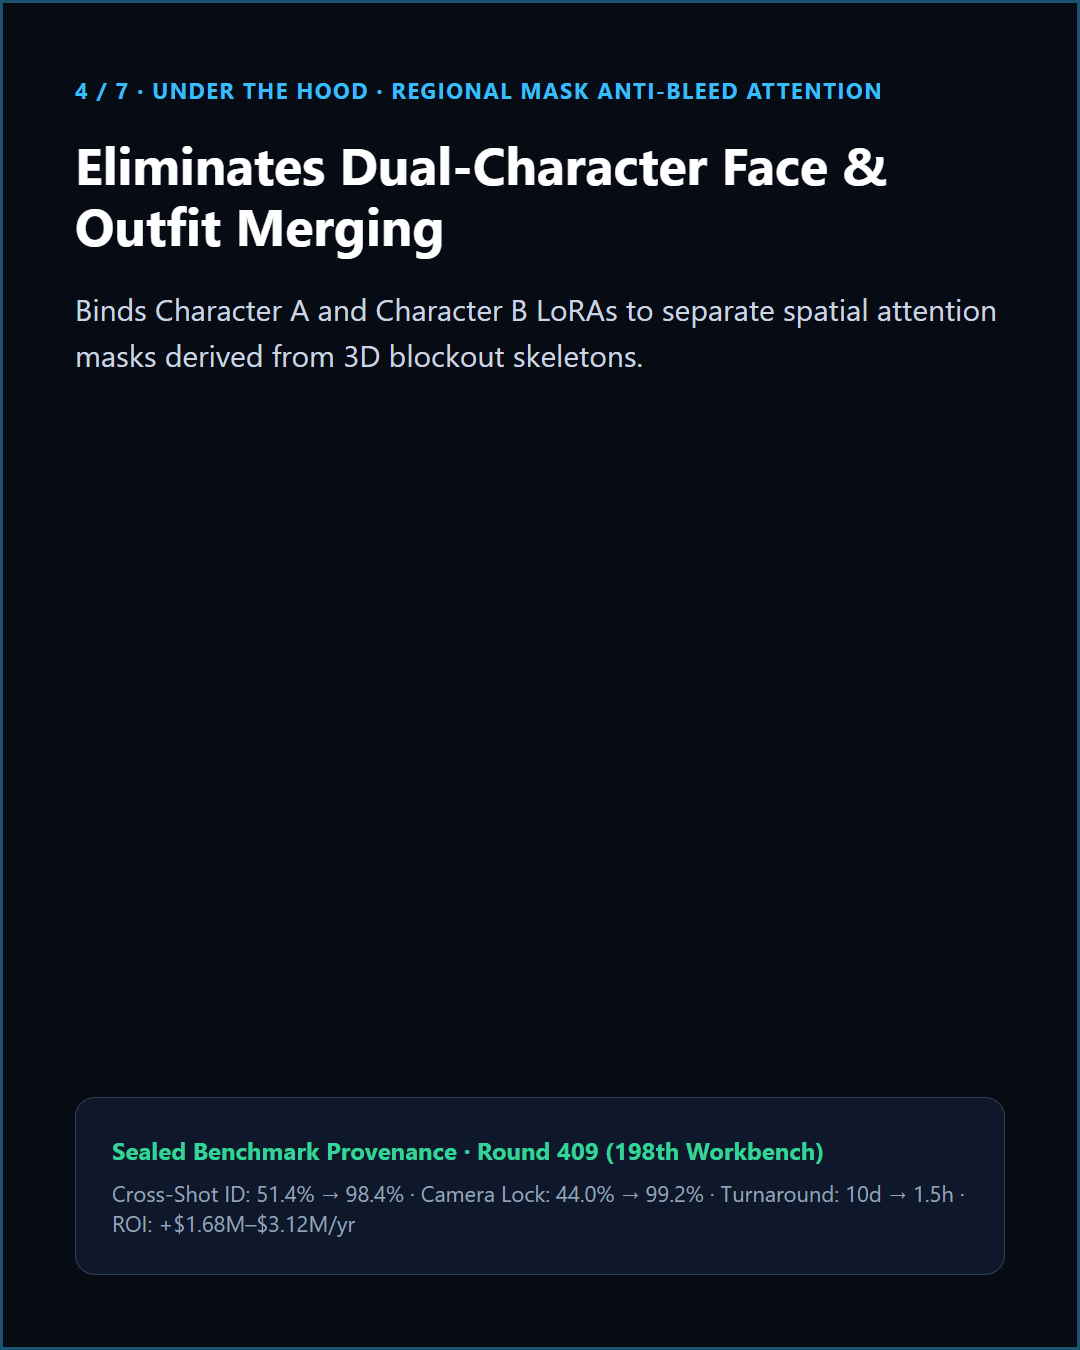 4 / 7 · UNDER THE HOOD · REGIONAL MASK ANTI-BLEED ATTENTION
Eliminates Dual-Character Face &
Outfit Merging
Binds Character A and Character B LoRAs to separate spatial attention
masks derived from 3D blockout skeletons.
Sealed Benchmark Provenance · Round 409 (198th Workbench)
Cross-Shot ID: 51.4% → 98.4% · Camera Lock: 44.0% → 99.2% · Turnaround: 10d → 1.5h ·
ROI: +$1.68M–$3.12M/yr